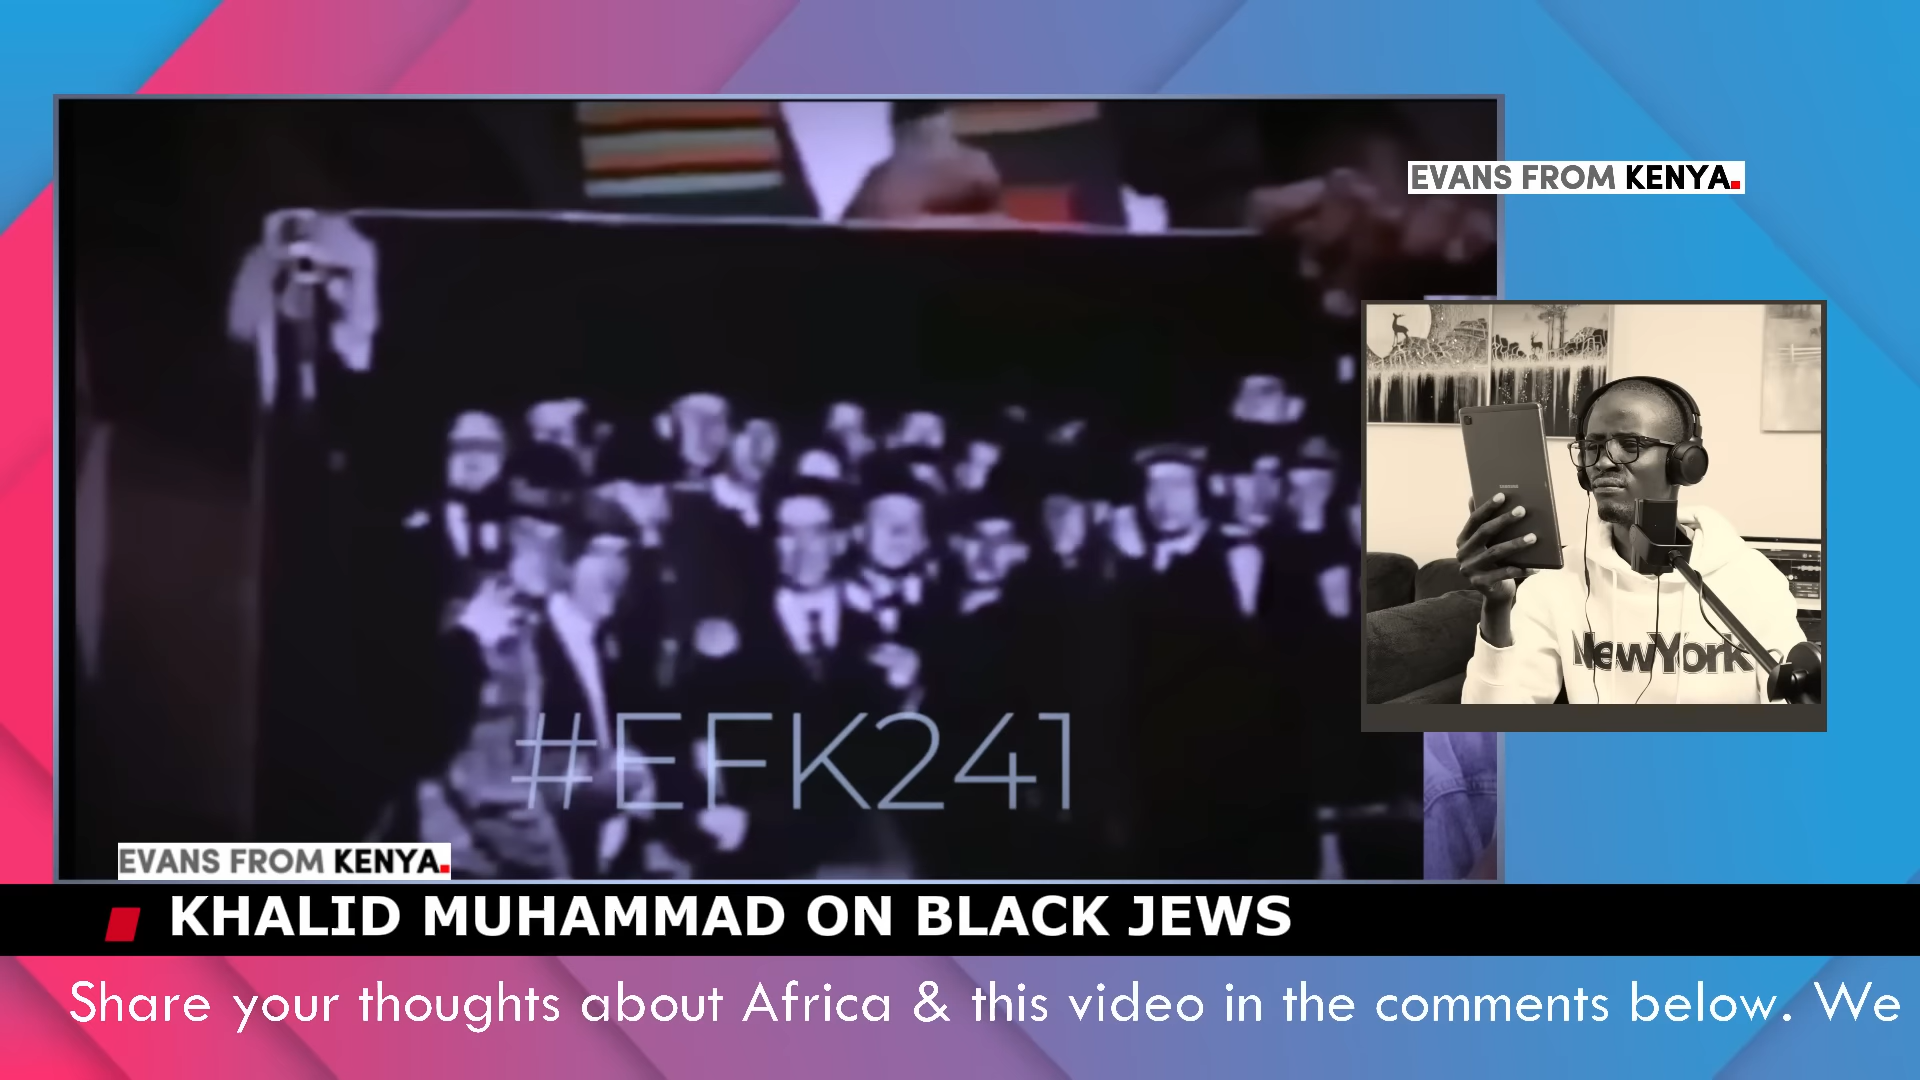 EVANS FROM KENYA.
SAMSUNG
NewYork
#EFK241
EVANS FROM KENYA.
KHALID MUHAMMAD ON BLACK JEWS
Share your thoughts about Africa & this video in the comments below. We